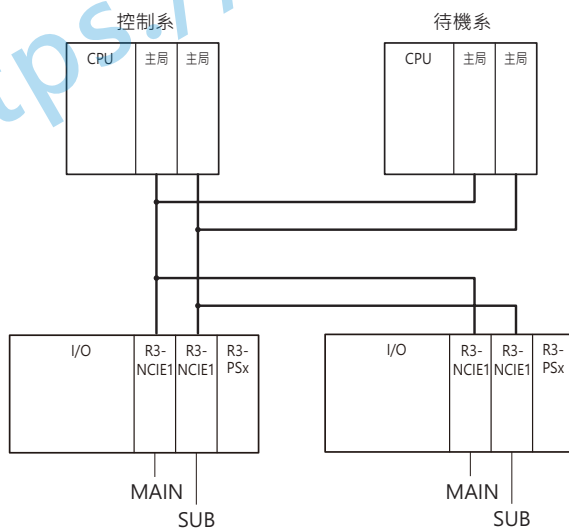 控制系
待機系
CPU
主局
主局
CPU
主局
主局
I/O
R3-
NCIE1
R3-
NCIE1
R3-
PSx
I/O
R3-
NCIE1
R3-
NCIE1
R3-
PSx
MAIN
SUB
MAIN
SUB
tps://